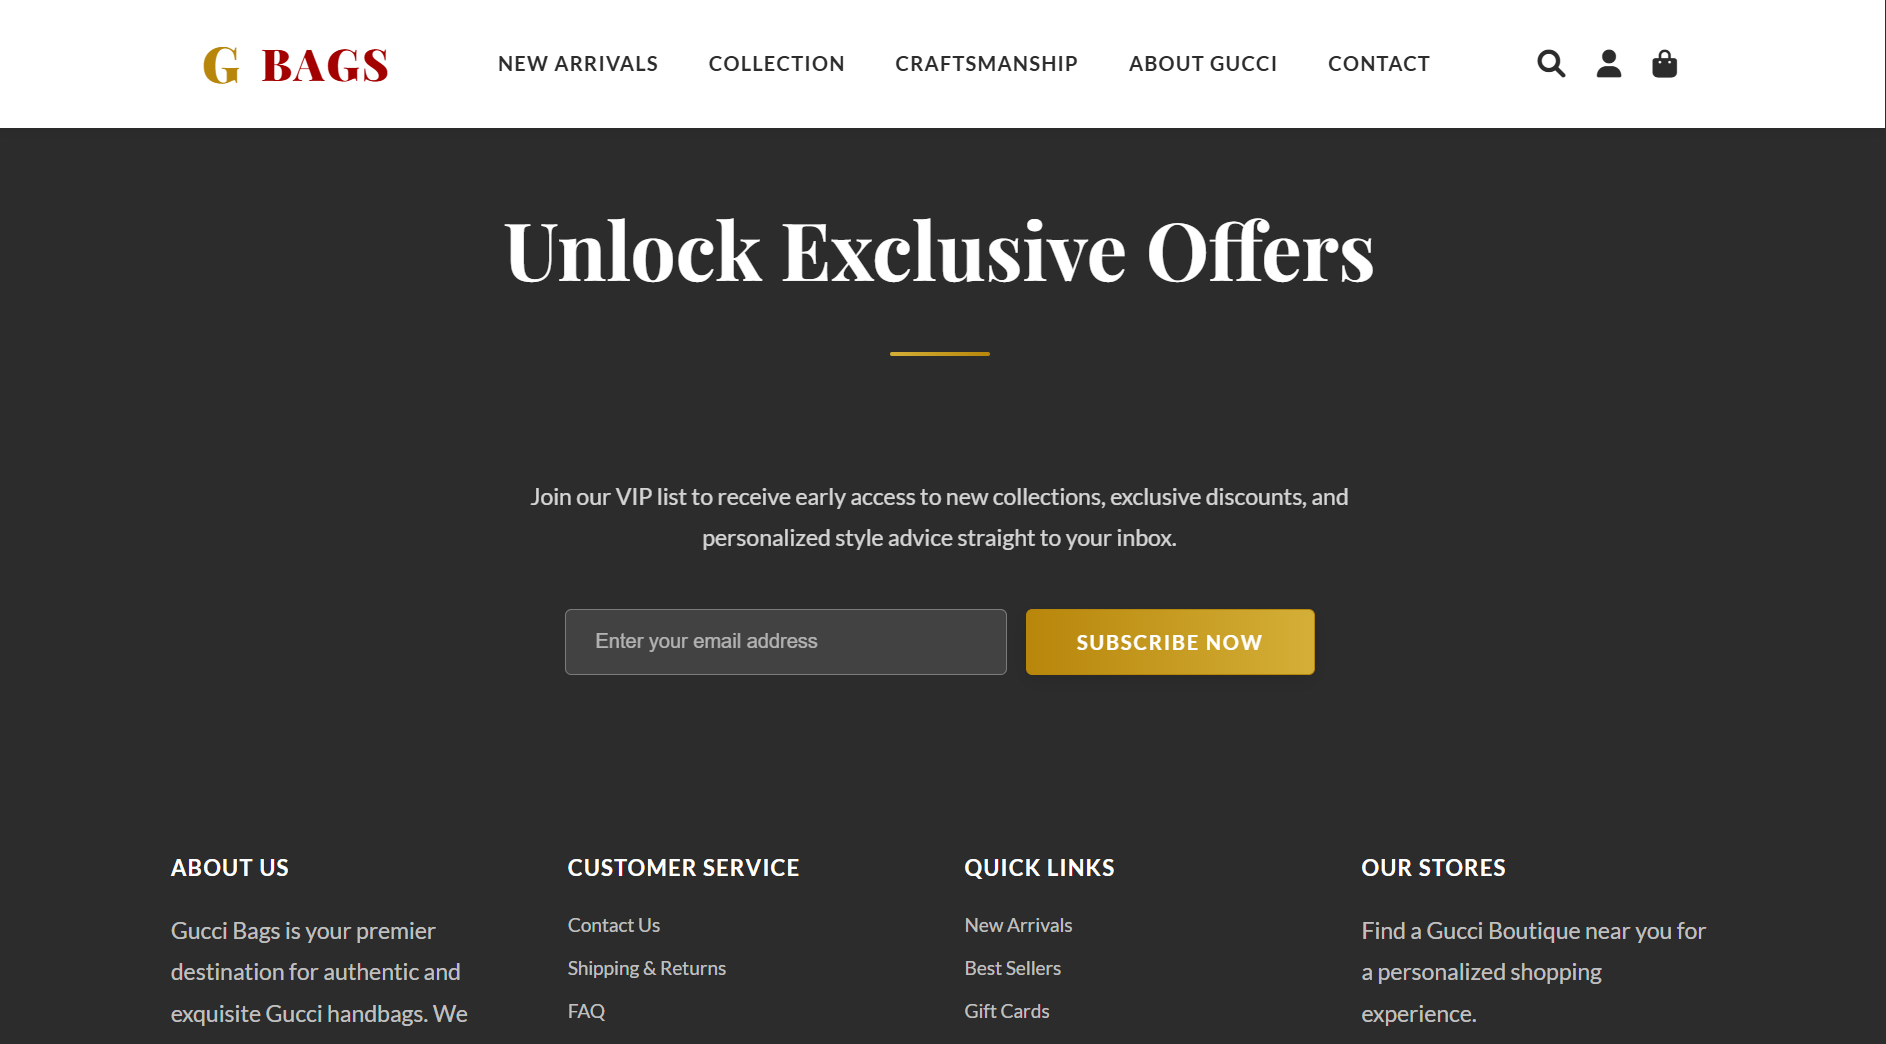 G BAGS
NEW ARRIVALS
COLLECTION
CRAFTSMANSHIP
ABOUT GUCCI
CONTACT
Unlock Exclusive Offers
Join our VIP list to receive early access to new collections, exclusive discounts, and
personalized style advice straight to your inbox.
Enter your email address
SUBSCRIBE NOW
ABOUT US
Gucci Bags is your premier
destination for authentic and
exquisite Gucci handbags. We
CUSTOMER SERVICE
Contact Us
Shipping & Returns
FAQ
QUICK LINKS
New Arrivals
Best Sellers
Gift Cards
OUR STORES
Find a Gucci Boutique near you for
a personalized shopping
experience.